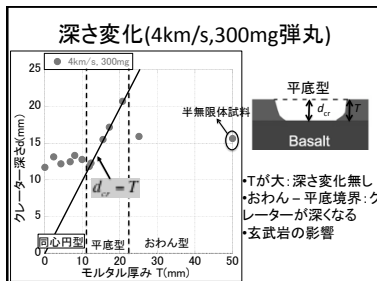 深さ変化(4km/s,300mg弾丸)
4km/s, 300mg
クレーター深さd(mm)
25
20
15
10
5
0
d_cr = T
半無限体試料
同心円型
平底型
おわん型
0 10 20 30 40 50
モルタル厚み T(mm)
平底型
d_cr
T
Basalt
•Tが大:深さ変化無し
•おわん – 平底境界:ク
レーターが深くなる
•玄武岩の影響